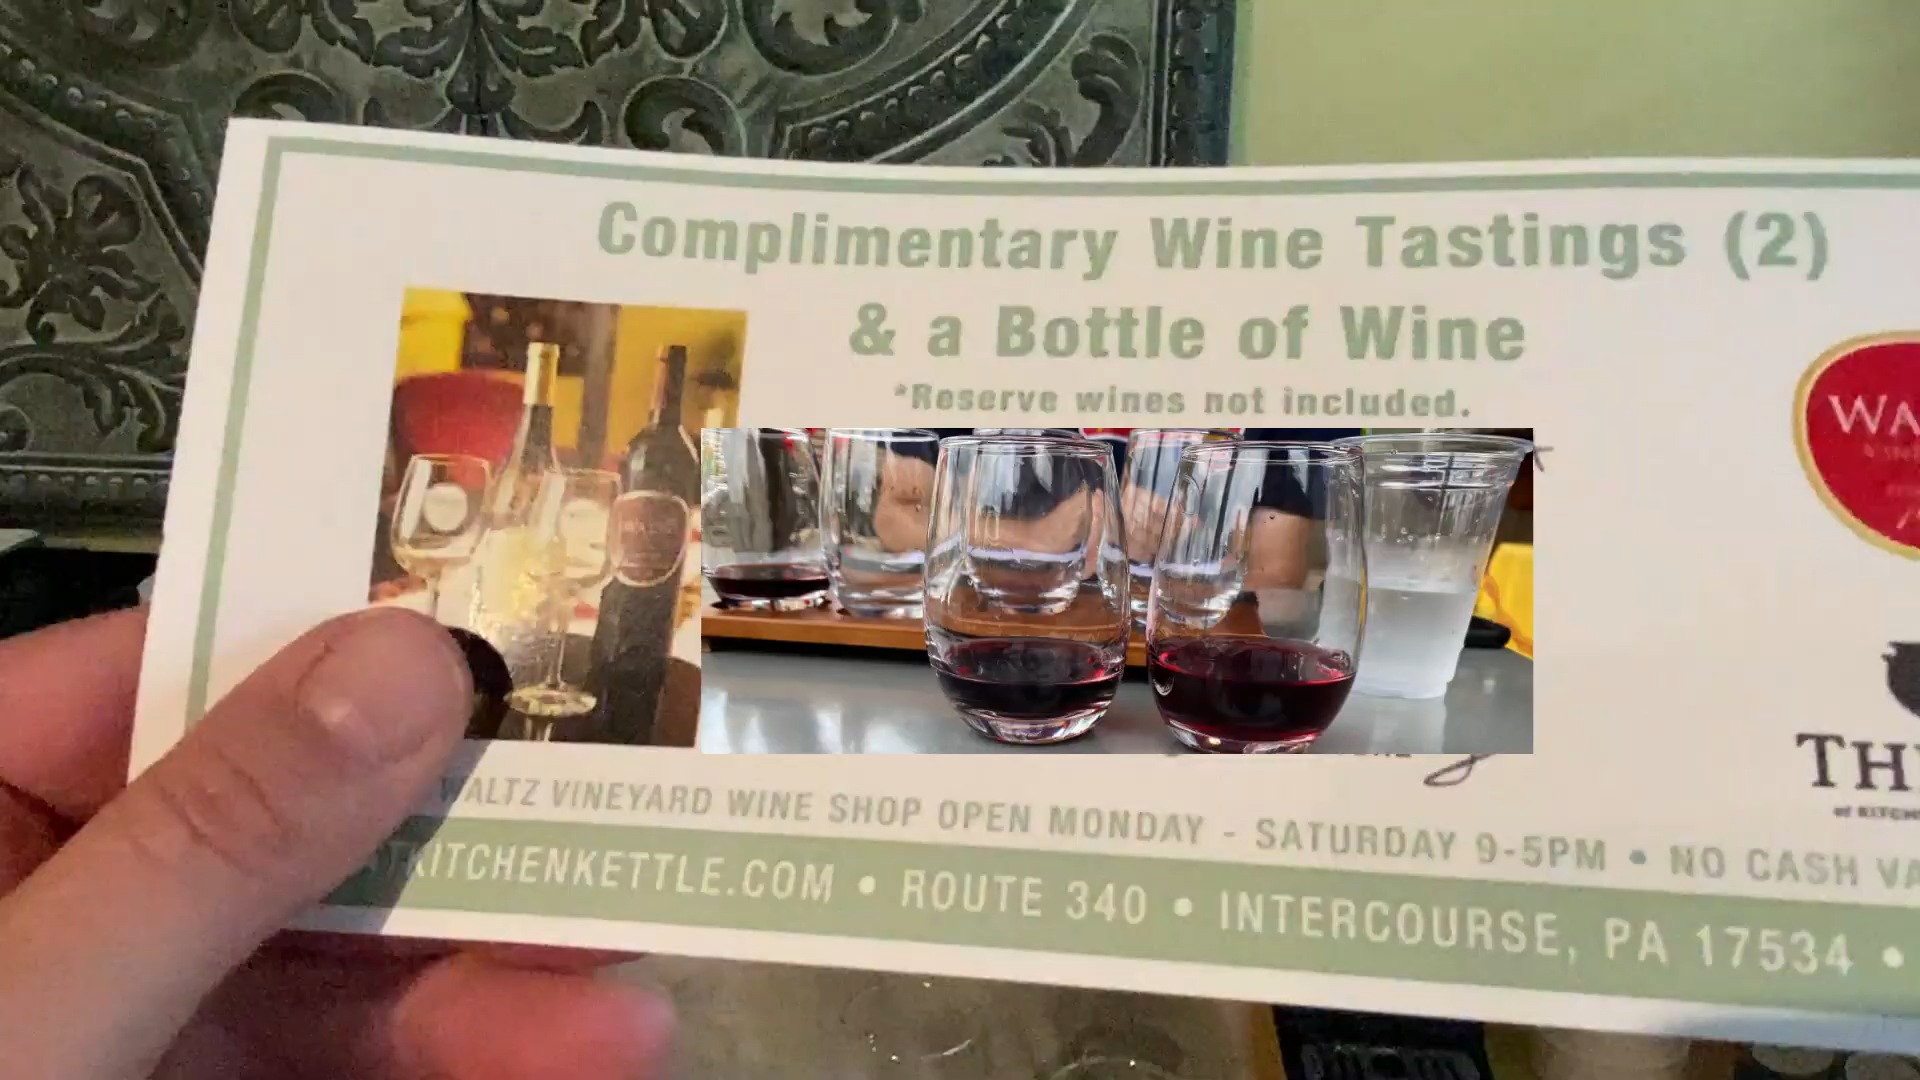 Complimentary Wine Tastings (2)
& a Bottle of Wine
*Reserve wines not included.
WALTZ VINEYARD WINE SHOP OPEN MONDAY - SATURDAY 9-5PM • NO CASH
KITCHENKETTLE.COM • ROUTE 340 • INTERCOURSE, PA 17534 •